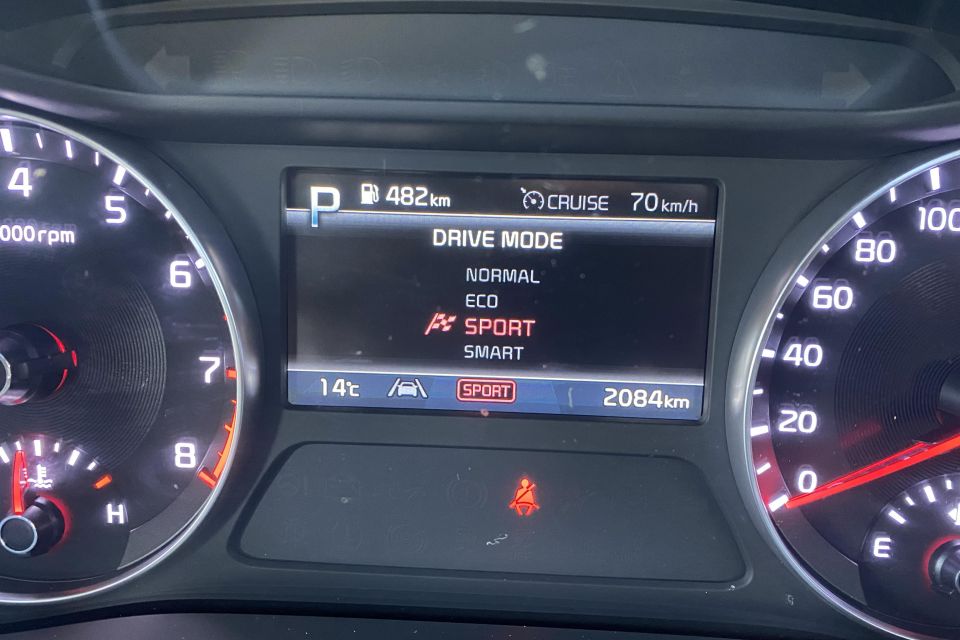 P 482km CRUISE 70km/h
DRIVE MODE
NORMAL
ECO
SPORT
SMART
14℃ SPORT 2084km
4
5
000rpm
6
7
8
H
100
80
60
40
20
0
E